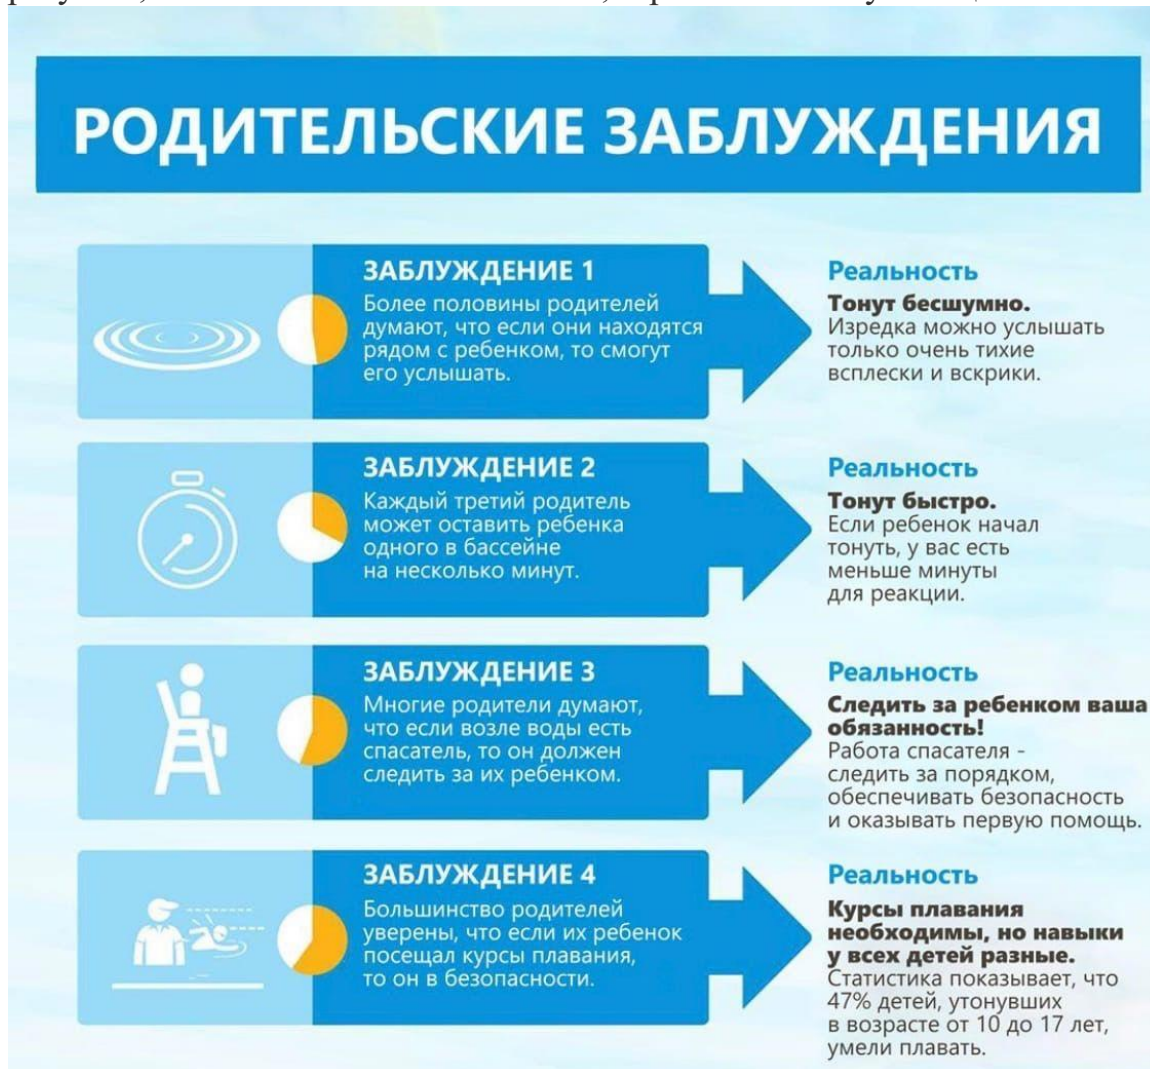 РОДИТЕЛЬСКИЕ ЗАБЛУЖДЕНИЯ
ЗАБЛУЖДЕНИЕ 1
Более половины родителей
думают, что если они находятся
рядом с ребенком, то смогут
его услышать.
Реальность
Тонут бесшумно.
Изредка можно услышать
только очень тихие
всплески и вскрики.
ЗАБЛУЖДЕНИЕ 2
Каждый третий родитель
может оставить ребенка
одного в бассейне
на несколько минут.
Реальность
Тонут быстро.
Если ребенок начал
тонуть, у вас есть
меньше минуты
для реакции.
ЗАБЛУЖДЕНИЕ 3
Многие родители думают,
что если возле воды есть
спасатель, то он должен
следить за их ребенком.
Реальность
Следить за ребенком ваша
обязанность!
Работа спасателя -
следить за порядком,
обеспечивать безопасность
и оказывать первую помощь.
ЗАБЛУЖДЕНИЕ 4
Большинство родителей
уверены, что если их ребенок
посещал курсы плавания,
то он в безопасности.
Реальность
Курсы плавания
необходимы, но навыки
у всех детей разные.
Статистика показывает, что
47% детей, утонувших
в возрасте от 10 до 17 лет,
умели плавать.